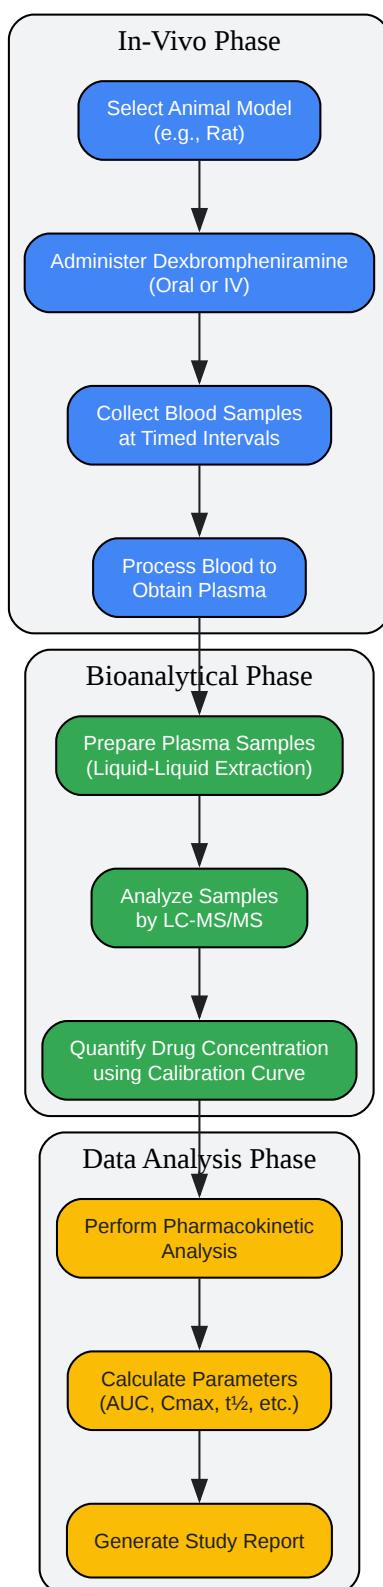 In-Vivo Phase
Select Animal Model
(e.g., Rat)
Administer Dexbrompheniramine
(Oral or IV)
Collect Blood Samples
at Timed Intervals
Process Blood to
Obtain Plasma
Bioanalytical Phase
Prepare Plasma Samples
(Liquid-Liquid Extraction)
Analyze Samples
by LC-MS/MS
Quantify Drug Concentration
using Calibration Curve
Data Analysis Phase
Perform Pharmacokinetic
Analysis
Calculate Parameters
(AUC, Cmax, t½, etc.)
Generate Study Report